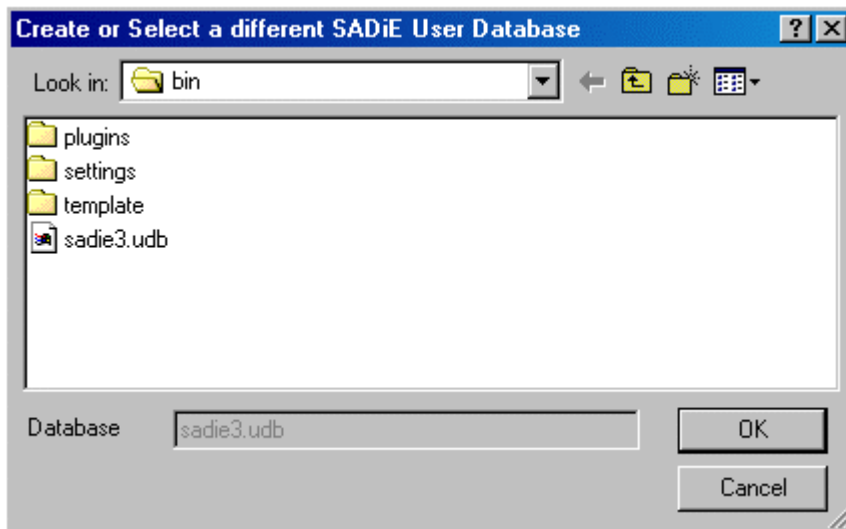 Create or Select a different SADiE User Database
Look in: bin
plugins
settings
template
sadie3.udb
Database sadie3.udb OK
Cancel